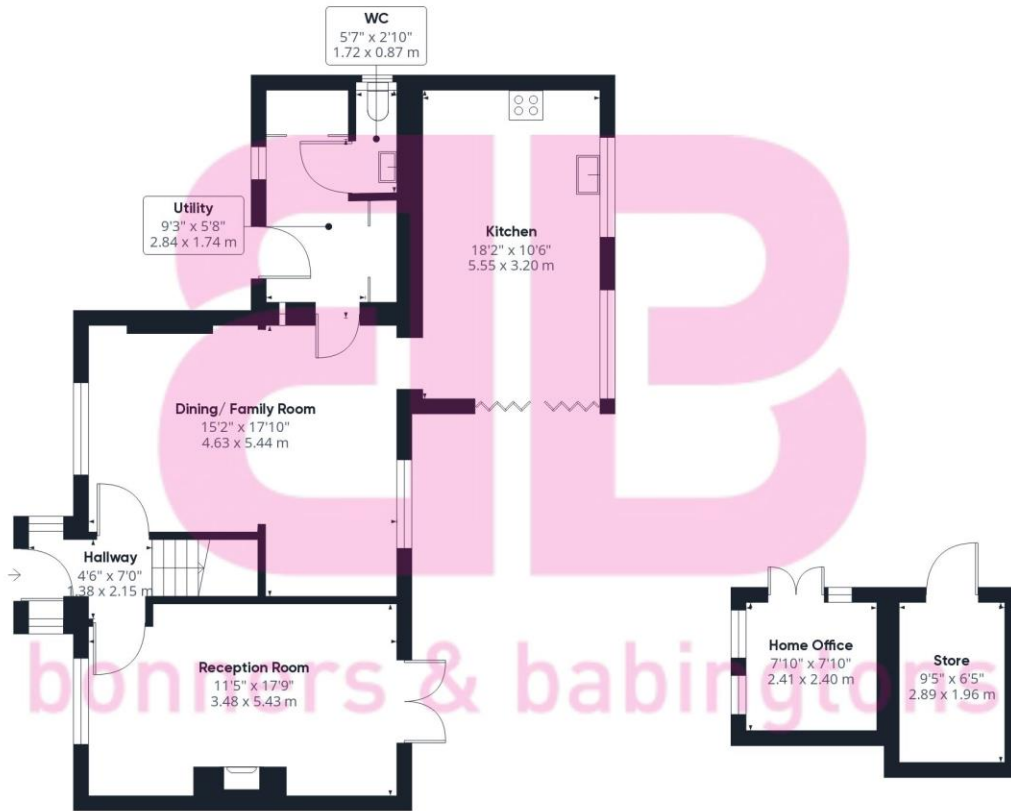 WC
5'7" x 2'10"
1.72 x 0.87 m
Utility
9'3" x 5'8"
2.84 x 1.74 m
Kitchen
18'2" x 10'6"
5.55 x 3.20 m
Dining/ Family Room
15'2" x 17'10"
4.63 x 5.44 m
Hallway
4'6" x 7'0"
1.38 x 2.15 m
Reception Room
11'5" x 17'9"
3.48 x 5.43 m
Home Office
7'10" x 7'10"
2.41 x 2.40 m
Store
9'5" x 6'5"
2.89 x 1.96 m
bonners & babingtons